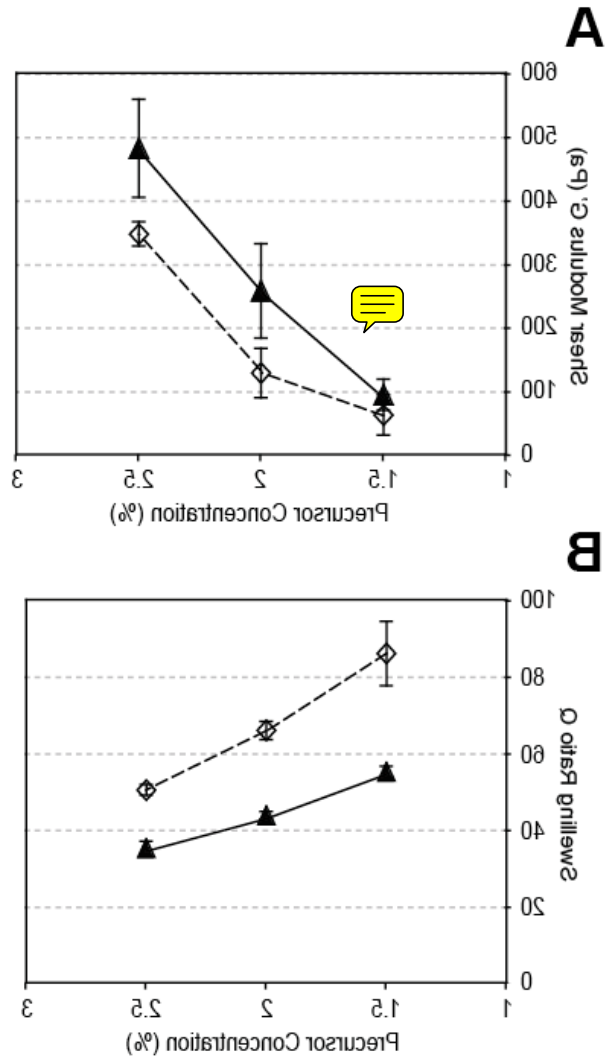 A
600
500
400
300
200
100
0
Shear Modulus G' (Pa)
1 1.5 2 2.5 3
Precursor Concentration (%)
B
100
80
60
40
20
0
Swelling Ratio Q
1 1.5 2 2.5 3
Precursor Concentration (%)